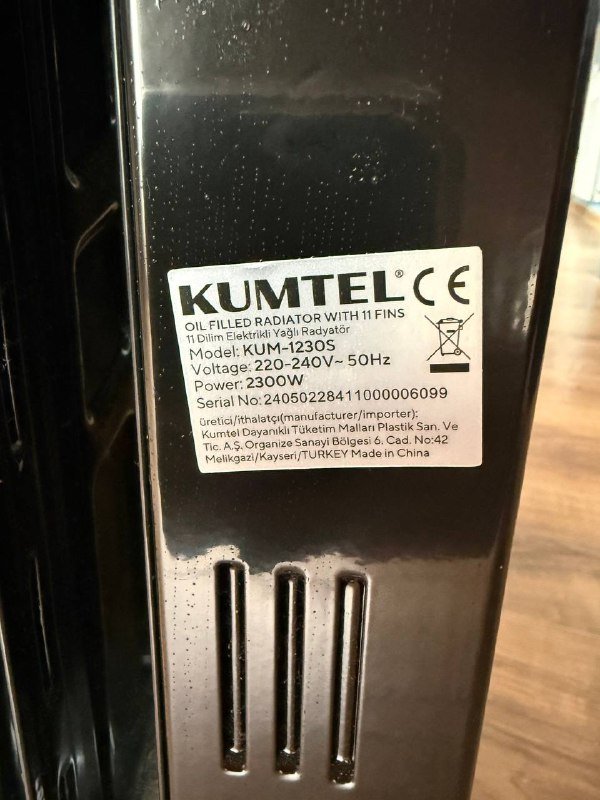 KUMTEL® CE
OIL FILLED RADIATOR WITH 11 FINS
11 Dilim Elektrikli Yağlı Radyatör
Model: KUM-1230S
Voltage: 220-240V~ 50Hz
Power: 2300W
Serial No: 24050228411000006099
üretici/ithalatçı(manufacturer/importer):
Kumtel Dayanıklı Tüketim Malları Plastik San. Ve
Tic. A.Ş. Organize Sanayi Bölgesi 6. Cad. No:42
Melikgazi/Kayseri/TURKEY Made in China